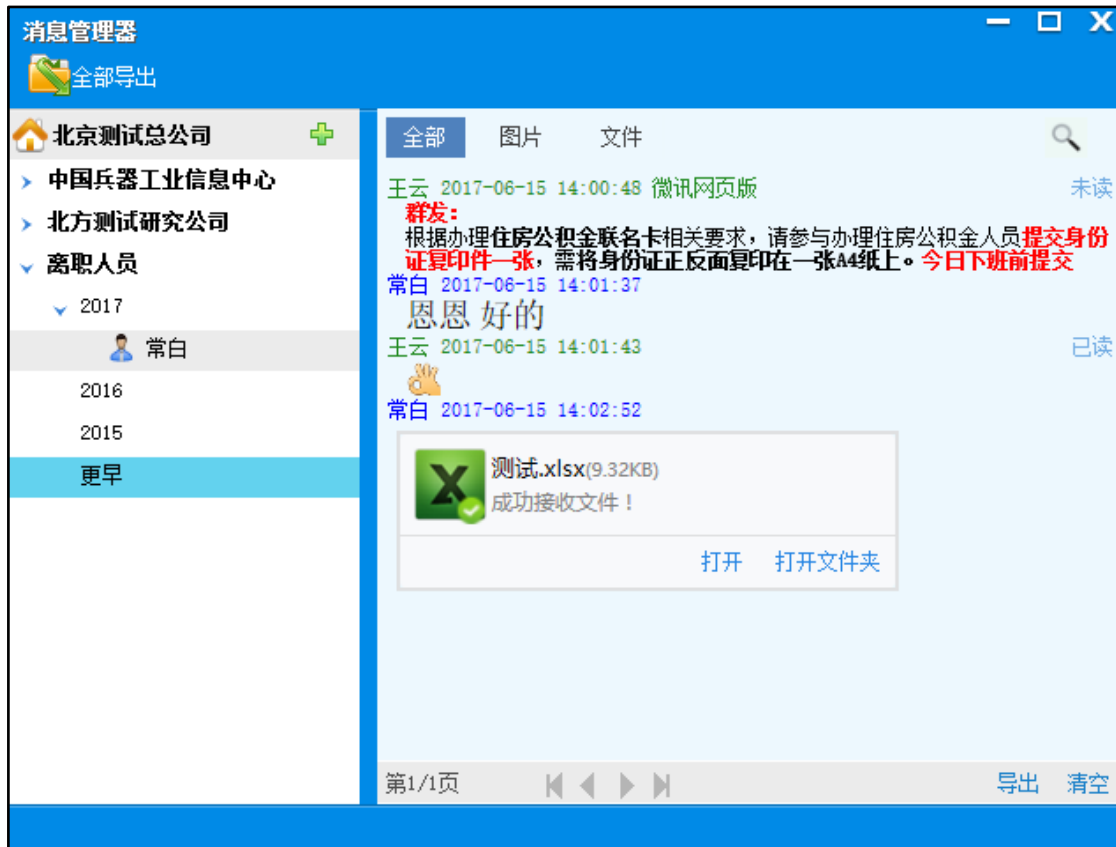 消息管理器
全部导出
北京测试总公司
中国兵器工业信息中心
北方测试研究公司
离职人员
2017
常白
2016
2015
更早
全部 图片 文件
王云 2017-06-15 14:00:48 微讯网页版 未读
群发：
根据办理住房公积金联名卡相关要求，请参与办理住房公积金人员提交身份
证复印件一张，需将身份证正反面复印在一张A4纸上。今日下班前提交
常白 2017-06-15 14:01:37
恩恩 好的
王云 2017-06-15 14:01:43 已读
常白 2017-06-15 14:02:52
测试.xlsx(9.32KB)
成功接收文件！
打开 打开文件夹
第1/1页 导出 清空